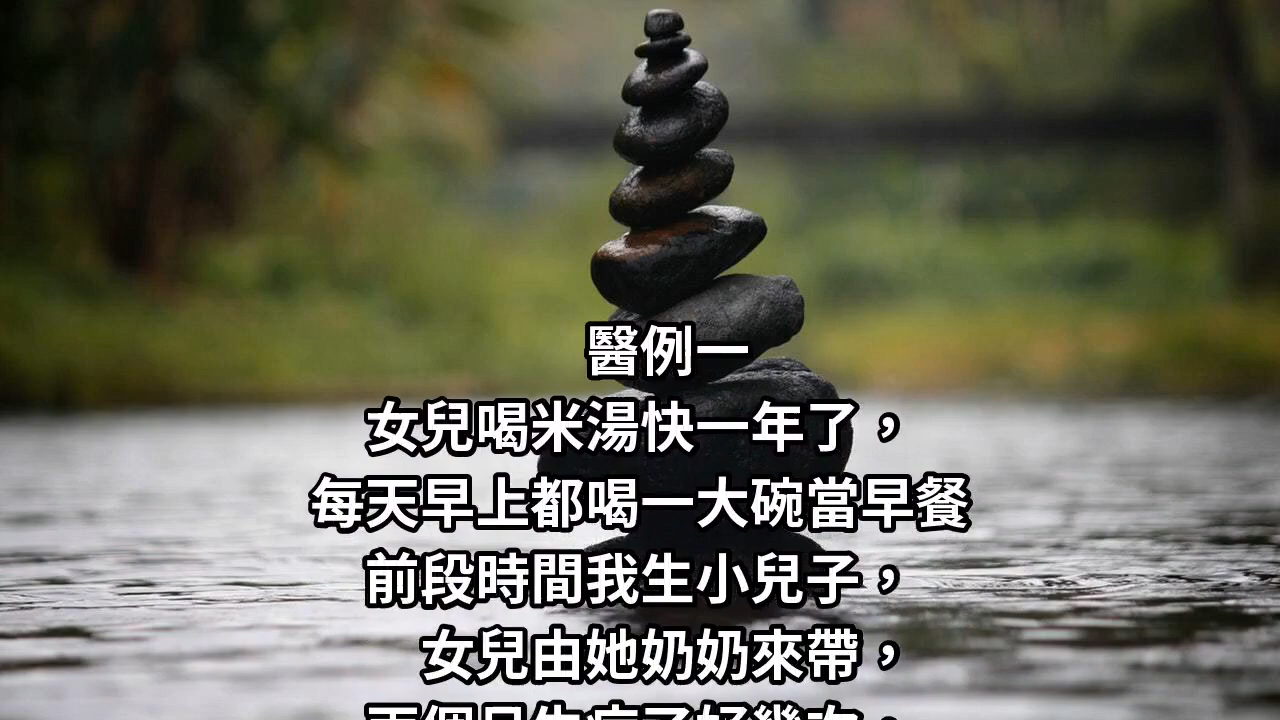 醫例一
女兒喝米湯快一年了，
每天早上都喝一大碗當早餐
前段時間我生小兒子，
女兒由她奶奶來帶，